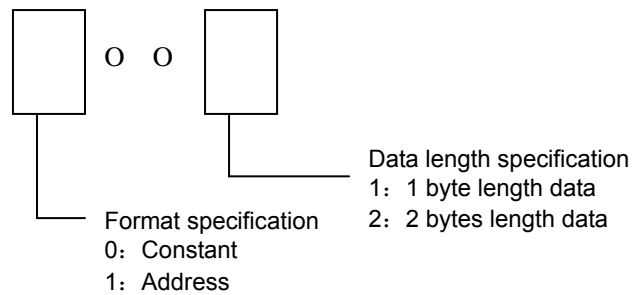 O O
Data length specification
1：1 byte length data
2：2 bytes length data
Format specification
0：Constant
1：Address